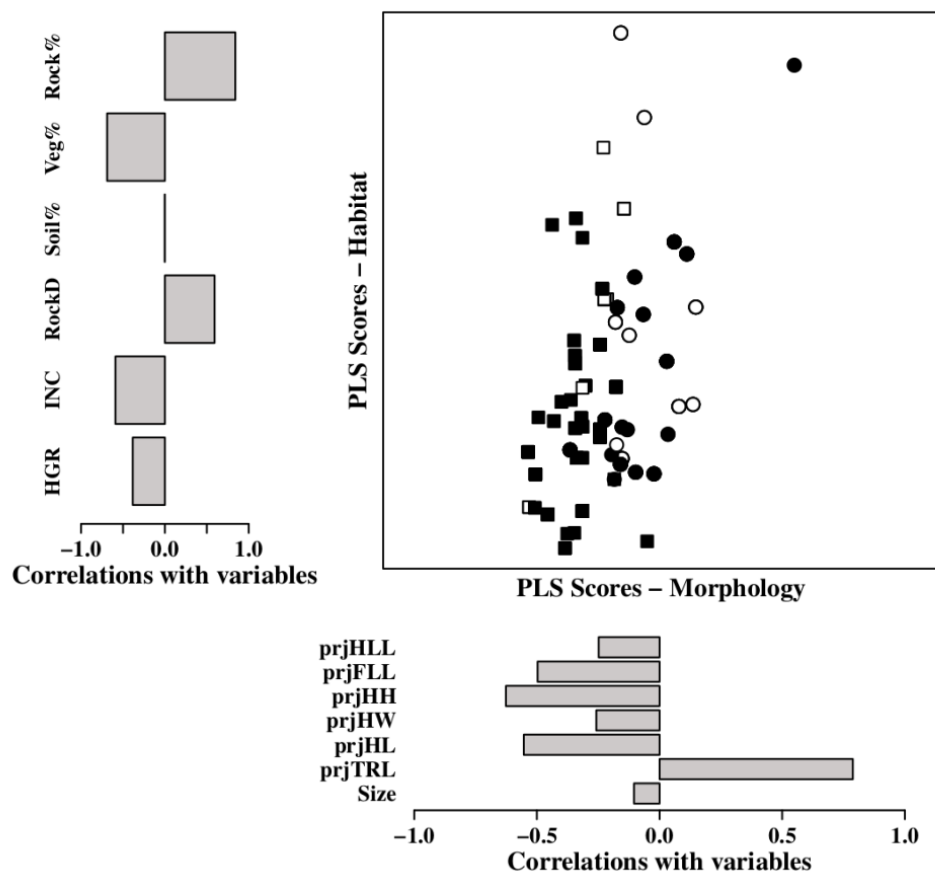 Rock%
Veg%
Soil%
RockD
INC
HGR
−1.0 0.0 1.0
Correlations with variables
PLS Scores − Habitat
PLS Scores − Morphology
prjHLL
prjFLL
prjHH
prjHW
prjHL
prjTRL
Size
−1.0 −0.5 0.0 0.5 1.0
Correlations with variables